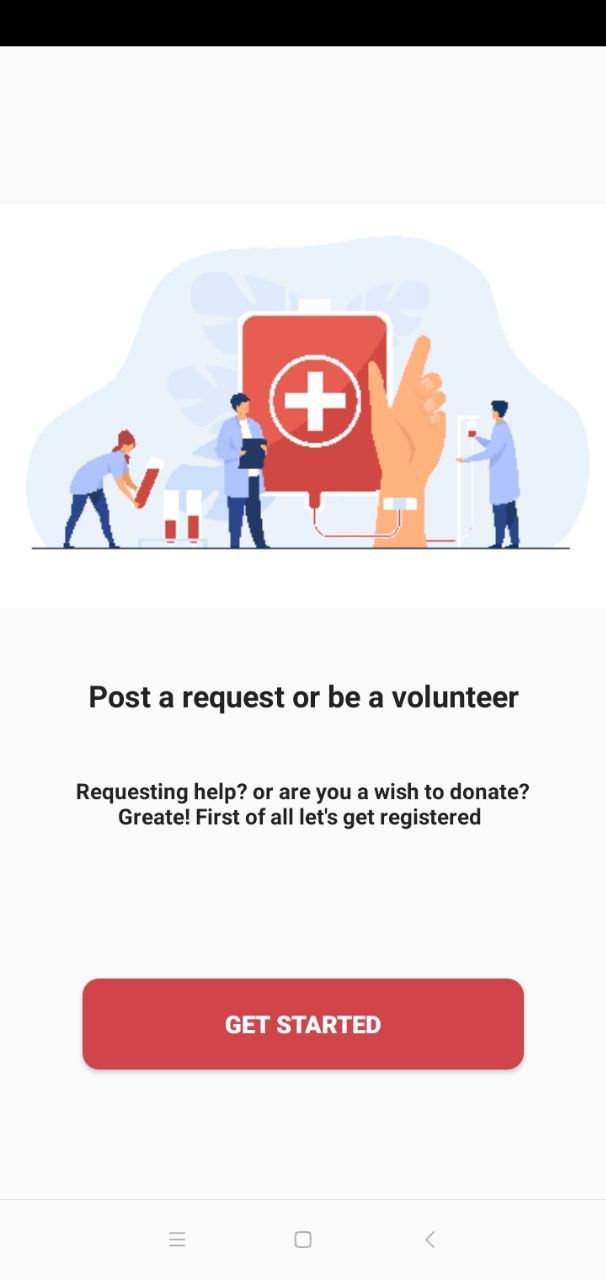 Post a request or be a volunteer
Requesting help? or are you a wish to donate?
Greate! First of all let's get registered
GET STARTED